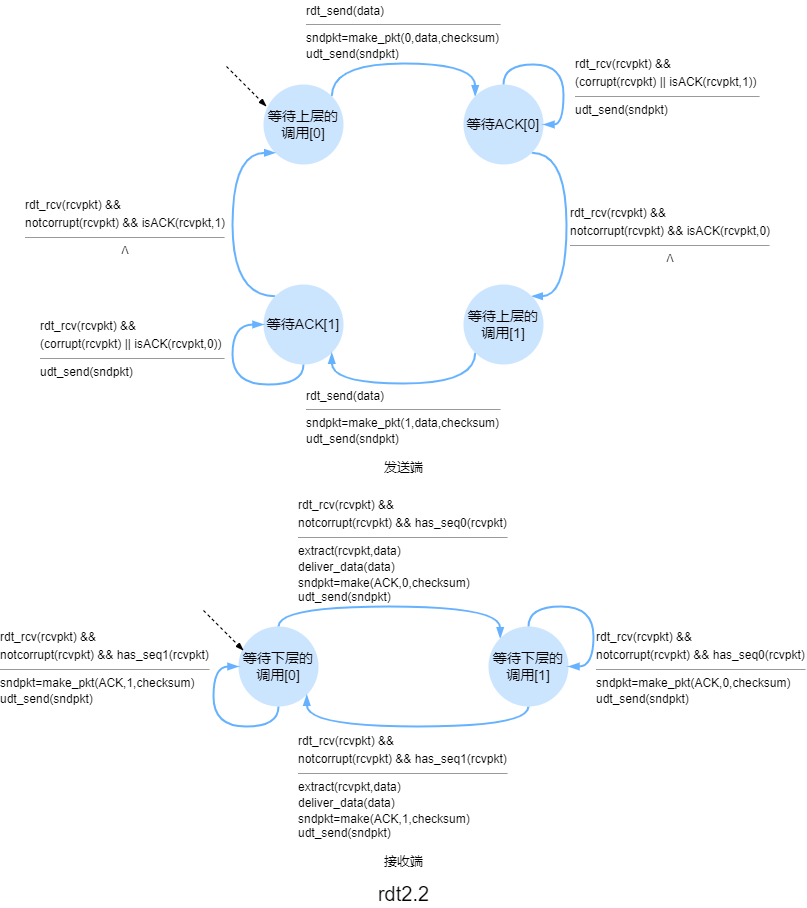 rdt_send(data)
sndpkt=make_pkt(0,data,checksum)
udt_send(sndpkt)
rdt_rcv(rcvpkt) &&
(corrupt(rcvpkt) || isACK(rcvpkt,1))
udt_send(sndpkt)
等待上层的
调用[0]
等待ACK[0]
rdt_rcv(rcvpkt) &&
notcorrupt(rcvpkt) && isACK(rcvpkt,1)
Λ
rdt_rcv(rcvpkt) &&
notcorrupt(rcvpkt) && isACK(rcvpkt,0)
Λ
rdt_rcv(rcvpkt) &&
(corrupt(rcvpkt) || isACK(rcvpkt,0))
udt_send(sndpkt)
等待ACK[1]
等待上层的
调用[1]
rdt_send(data)
sndpkt=make_pkt(1,data,checksum)
udt_send(sndpkt)
发送端
rdt_rcv(rcvpkt) &&
notcorrupt(rcvpkt) && has_seq0(rcvpkt)
extract(rcvpkt,data)
deliver_data(data)
sndpkt=make(ACK,0,checksum)
udt_send(sndpkt)
rdt_rcv(rcvpkt) &&
notcorrupt(rcvpkt) && has_seq1(rcvpkt)
sndpkt=make_pkt(ACK,1,checksum)
udt_send(sndpkt)
等待下层的
调用[0]
等待下层的
调用[1]
rdt_rcv(rcvpkt) &&
notcorrupt(rcvpkt) && has_seq0(rcvpkt)
sndpkt=make_pkt(ACK,0,checksum)
udt_send(sndpkt)
rdt_rcv(rcvpkt) &&
notcorrupt(rcvpkt) && has_seq1(rcvpkt)
extract(rcvpkt,data)
deliver_data(data)
sndpkt=make(ACK,1,checksum)
udt_send(sndpkt)
接收端
rdt2.2